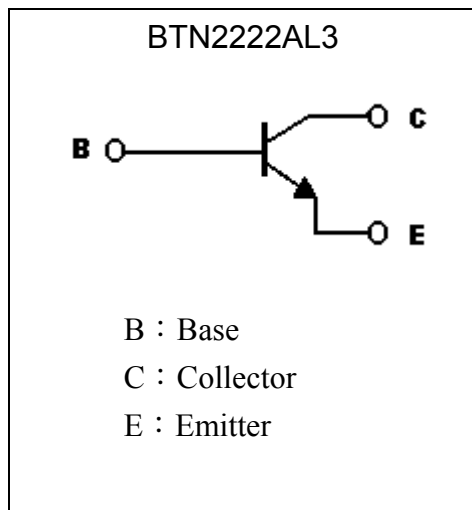 BTN2222AL3
C
B
E
B：Base
C：Collector
E：Emitter